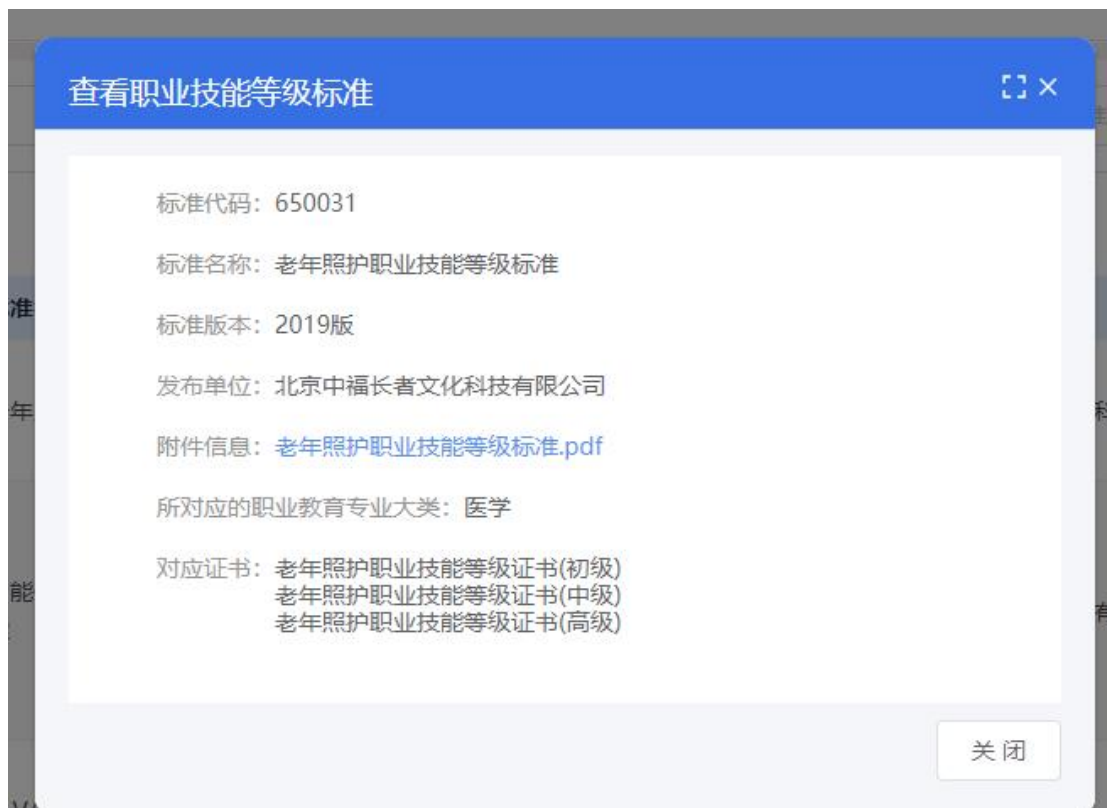 查看职业技能等级标准
标准代码：650031
标准名称：老年照护职业技能等级标准
准
标准版本：2019版
发布单位：北京中福长者文化科技有限公司
年
附件信息：老年照护职业技能等级标准.pdf
所对应的职业教育专业大类：医学
对应证书：老年照护职业技能等级证书(初级)
能
老年照护职业技能等级证书(中级)
老年照护职业技能等级证书(高级)
关闭